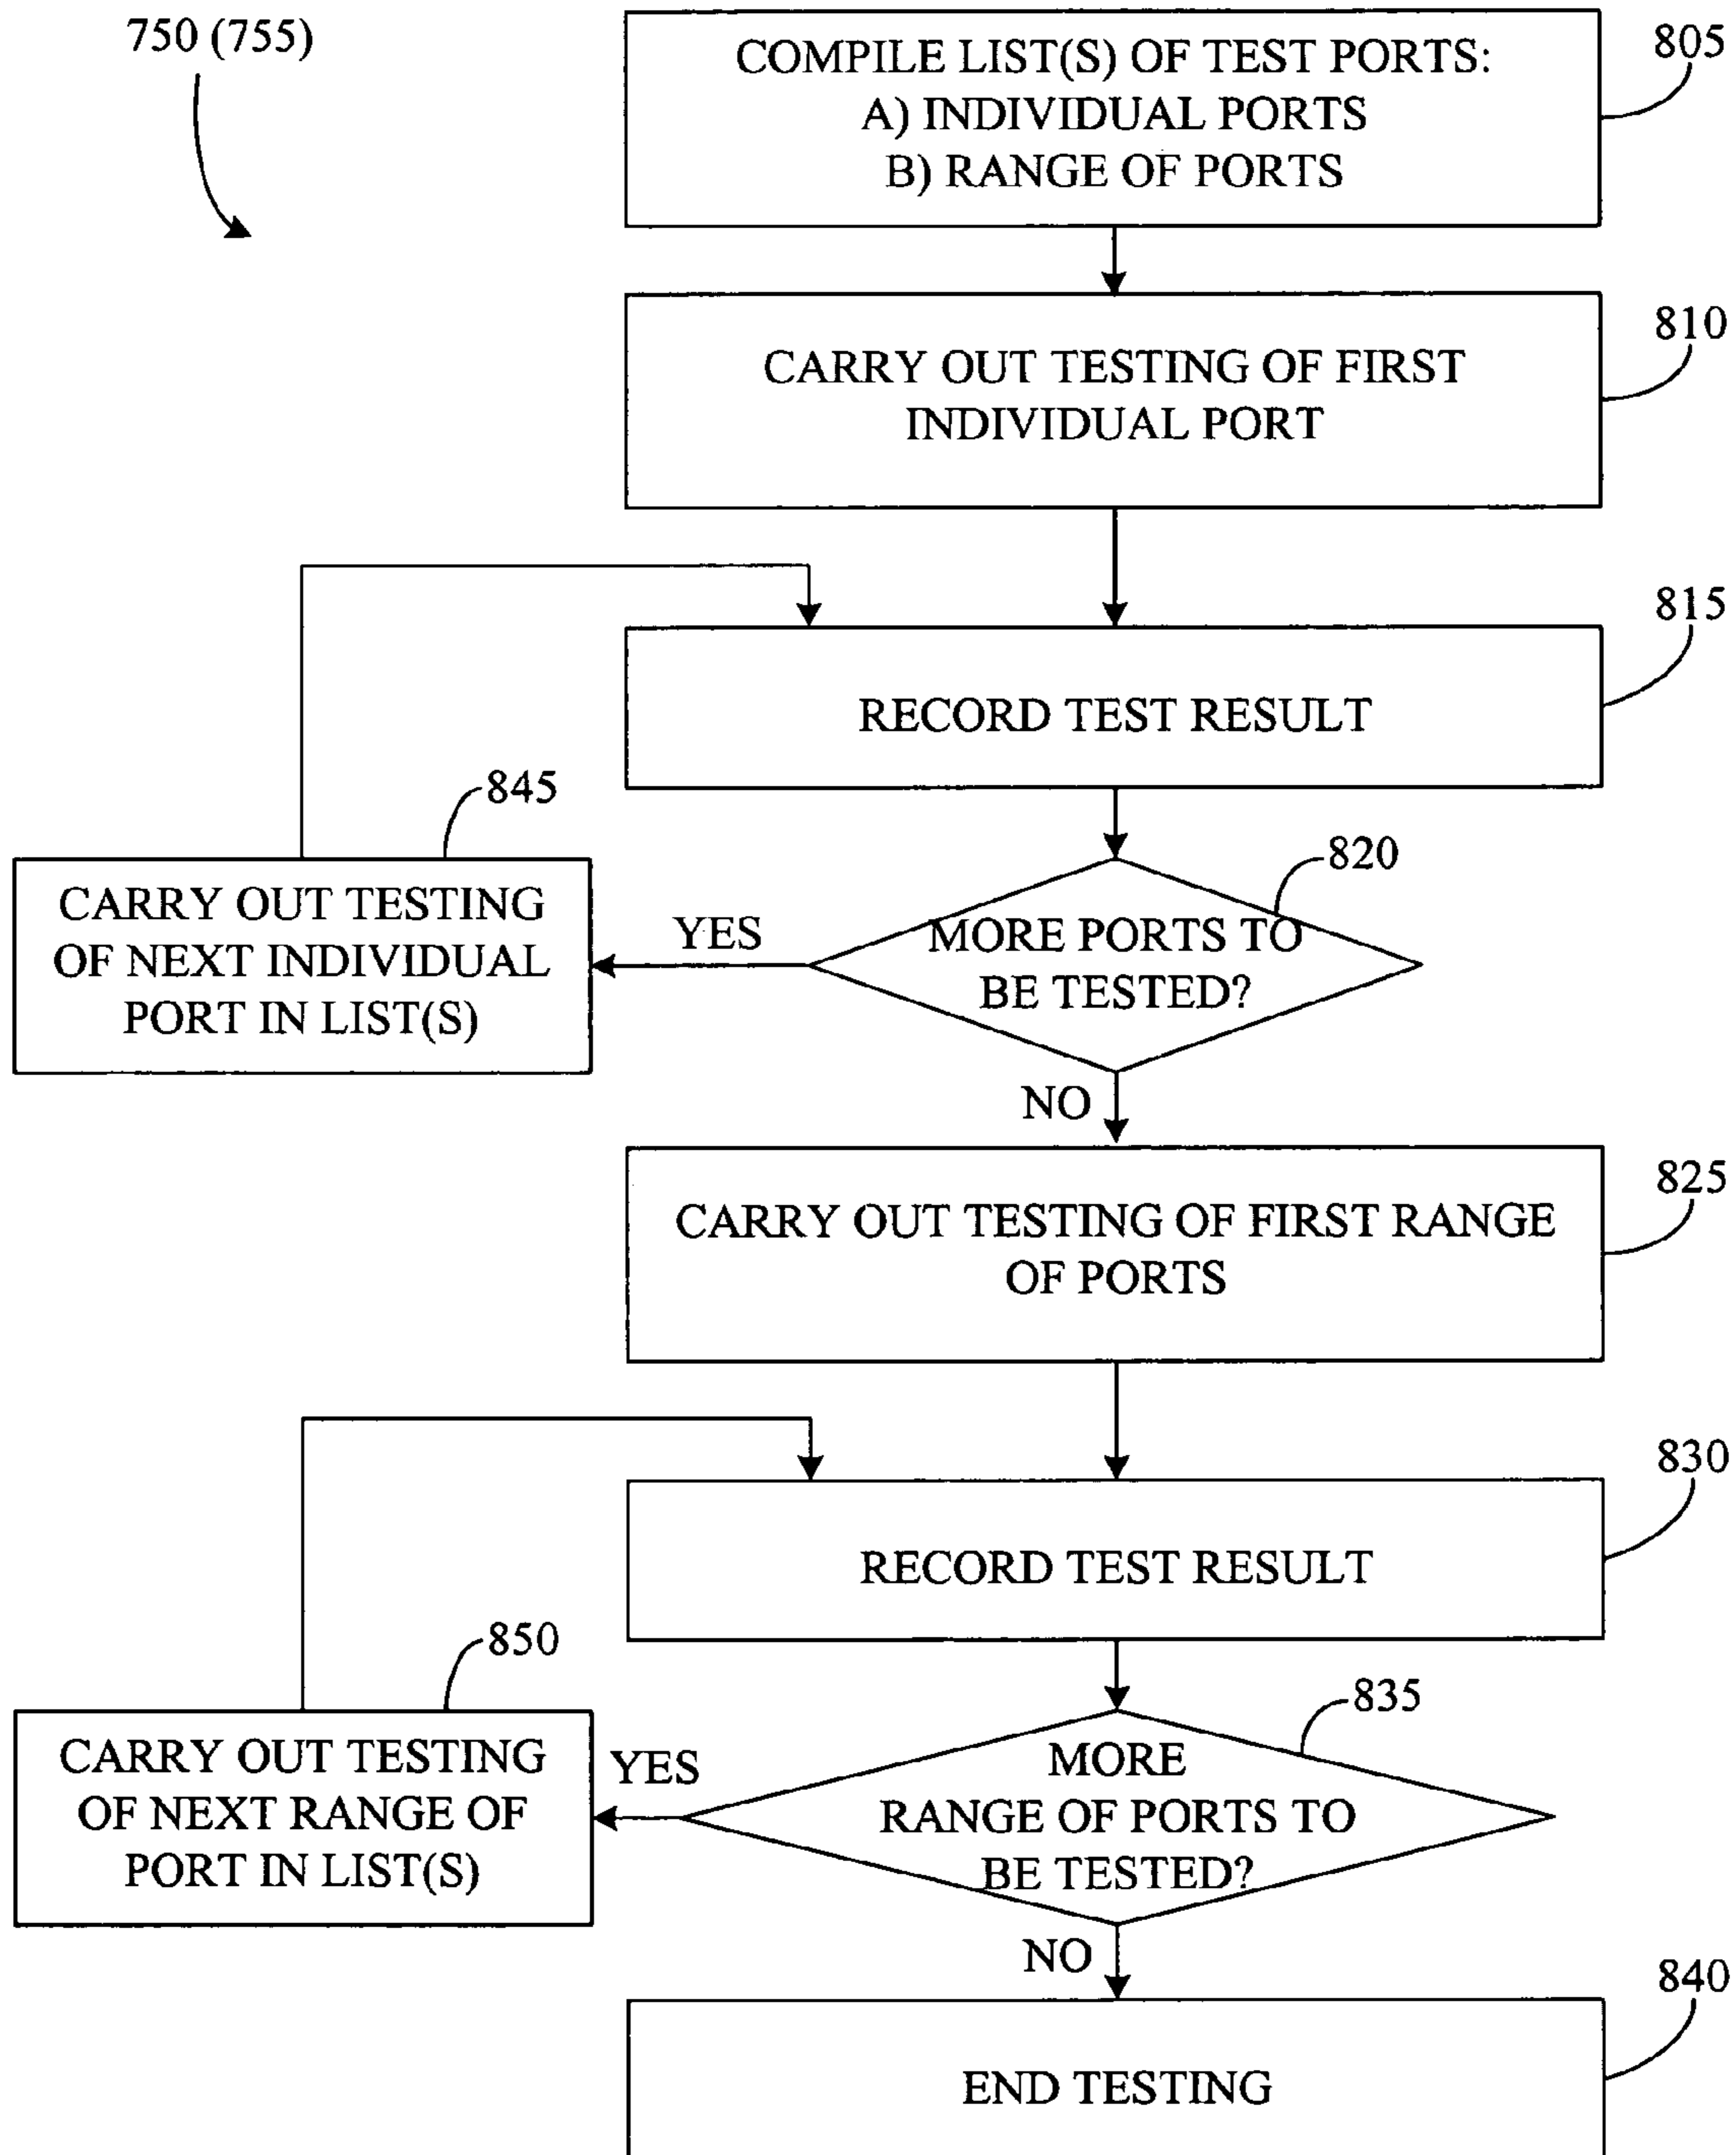 750 (755)
COMPILE LIST(S) OF TEST PORTS:
A) INDIVIDUAL PORTS
B) RANGE OF PORTS
805
CARRY OUT TESTING OF FIRST
INDIVIDUAL PORT
810
RECORD TEST RESULT
815
845
CARRY OUT TESTING
OF NEXT INDIVIDUAL
PORT IN LIST(S)
YES
MORE PORTS TO
BE TESTED?
820
NO
CARRY OUT TESTING OF FIRST RANGE
OF PORTS
825
RECORD TEST RESULT
830
850
CARRY OUT TESTING
OF NEXT RANGE OF
PORT IN LIST(S)
YES
MORE
RANGE OF PORTS TO
BE TESTED?
835
NO
END TESTING
840